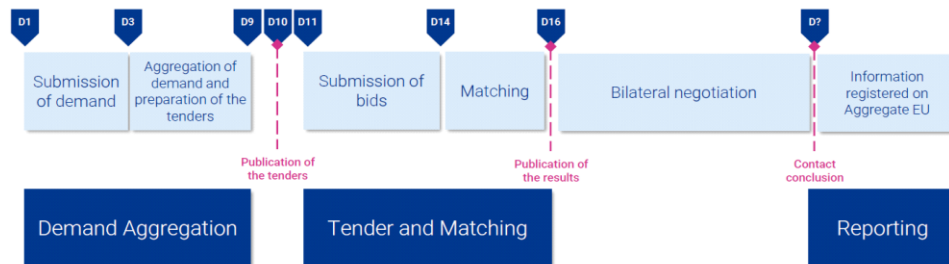 D1
D3
D9
D10
D11
D14
D16
D?
Submission
of demand
Aggregation of
demand and
preparation of the
tenders
Submission of
bids
Matching
Bilateral negotiation
Information
registered on
Aggregate EU
Publication of
the tenders
Publication of
the results
Contact
conclusion
Demand Aggregation
Tender and Matching
Reporting